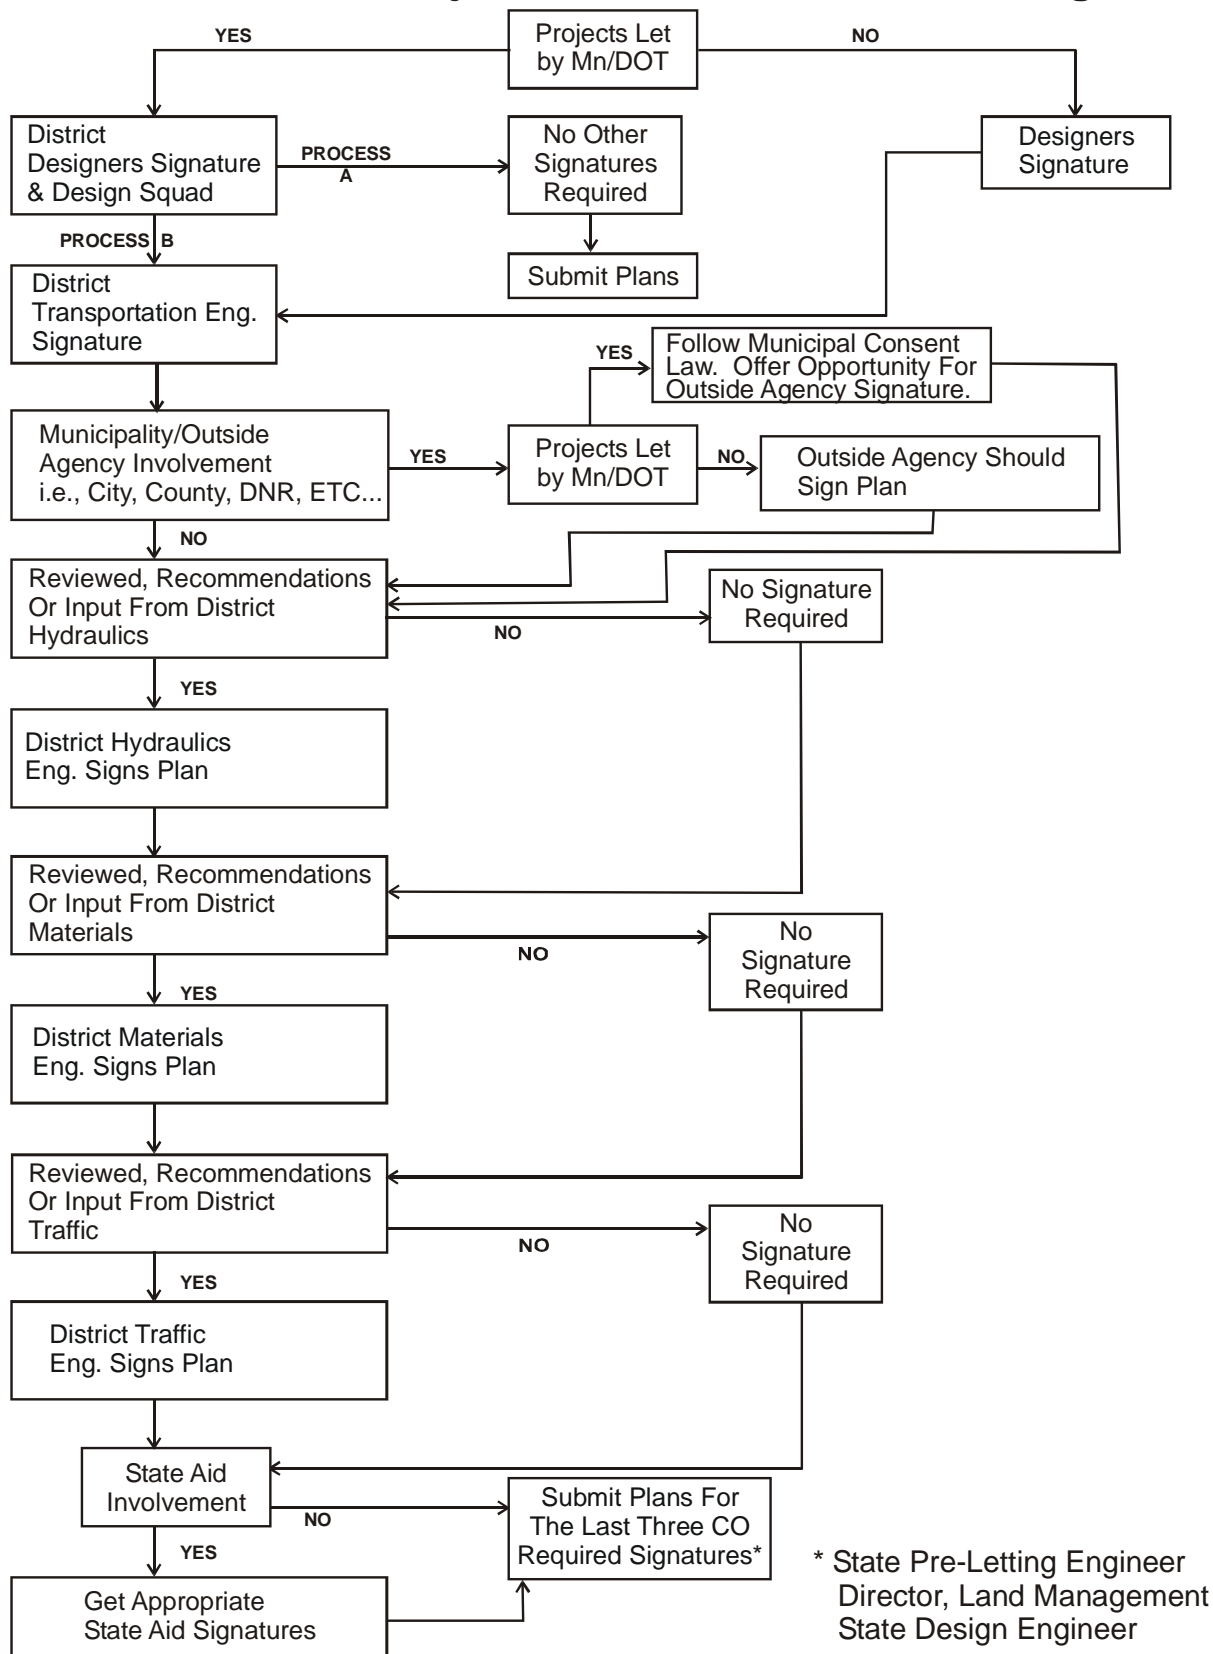 YES
Projects Let
by Mn/DOT
NO
District
Designers Signature
& Design Squad
PROCESS
A
No Other
Signatures
Required
Designers
Signature
PROCESS B
Submit Plans
District
Transportation Eng.
Signature
YES
Follow Municipal Consent
Law. Offer Opportunity For
Outside Agency Signature.
Municipality/Outside
Agency Involvement
i.e., City, County, DNR, ETC...
YES
Projects Let
by Mn/DOT
NO
Outside Agency Should
Sign Plan
NO
Reviewed, Recommendations
Or Input From District
Hydraulics
NO
No Signature
Required
YES
District Hydraulics
Eng. Signs Plan
Reviewed, Recommendations
Or Input From District
Materials
NO
No
Signature
Required
YES
District Materials
Eng. Signs Plan
Reviewed, Recommendations
Or Input From District
Traffic
NO
No
Signature
Required
YES
District Traffic
Eng. Signs Plan
State Aid
Involvement
NO
Submit Plans For
The Last Three CO
Required Signatures*
YES
Get Appropriate
State Aid Signatures
* State Pre-Letting Engineer
Director, Land Management
State Design Engineer